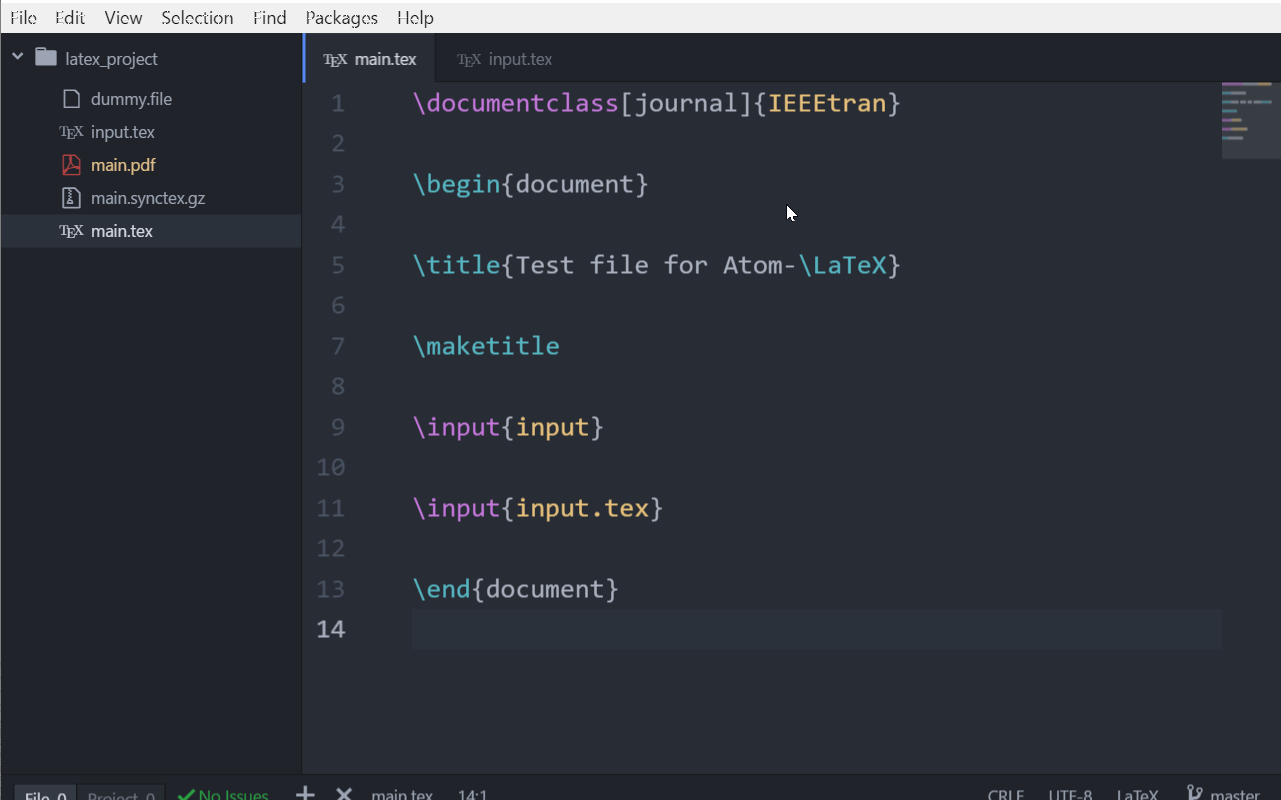 File Edit View Selection Find Packages Help
latex_project
dummy.file
TEX input.tex
main.pdf
main.synctex.gz
TEX main.tex
TEX main.tex TEX input.tex
1 \documentclass[journal]{IEEEtran}
2
3 \begin{document}
4
5 \title{Test file for Atom-\LaTeX}
6
7 \maketitle
8
9 \input{input}
10
11 \input{input.tex}
12
13 \end{document}
14
File 0 Project 0 No Issues main.tex 14:1 CRLF UTF-8 LaTeX master